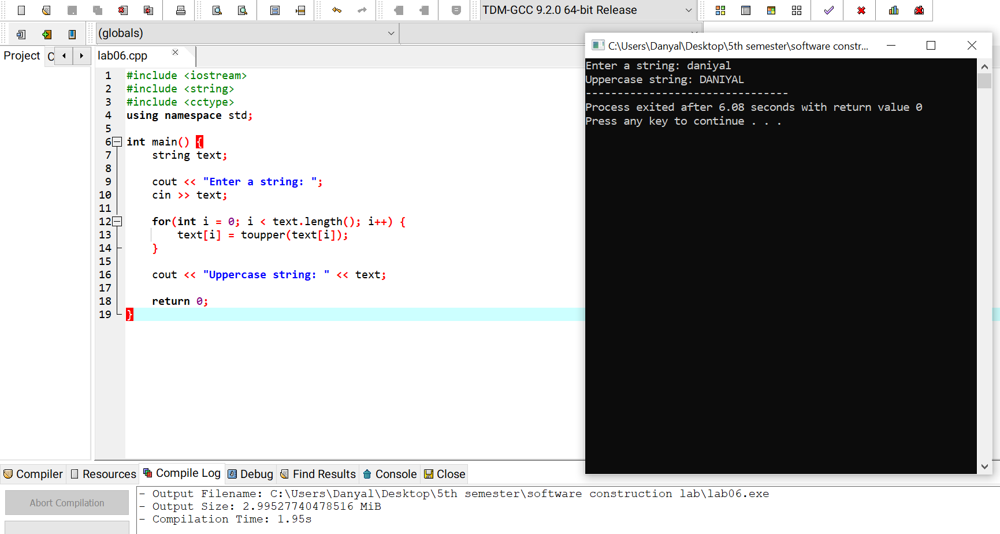 TDM-GCC 9.2.0 64-bit Release
(globals)
Project
lab06.cpp
1 #include <iostream>
2 #include <string>
3 #include <cctype>
4 using namespace std;
5
6 int main() {
7 string text;
8
9 cout << "Enter a string: ";
10 cin >> text;
11
12 for(int i = 0; i < text.length(); i++) {
13 text[i] = toupper(text[i]);
14 }
15
16 cout << "Uppercase string: " << text;
17
18 return 0;
19 }
C:\Users\Danyal\Desktop\5th semester\software constr...
Enter a string: daniyal
Uppercase string: DANIYAL
--------------------------------
Process exited after 6.08 seconds with return value 0
Press any key to continue . . .
Compiler Resources Compile Log Debug Find Results Console Close
Abort Compilation
- Output Filename: C:\Users\Danyal\Desktop\5th semester\software construction lab\lab06.exe
- Output Size: 2.99527740478516 MiB
- Compilation Time: 1.95s